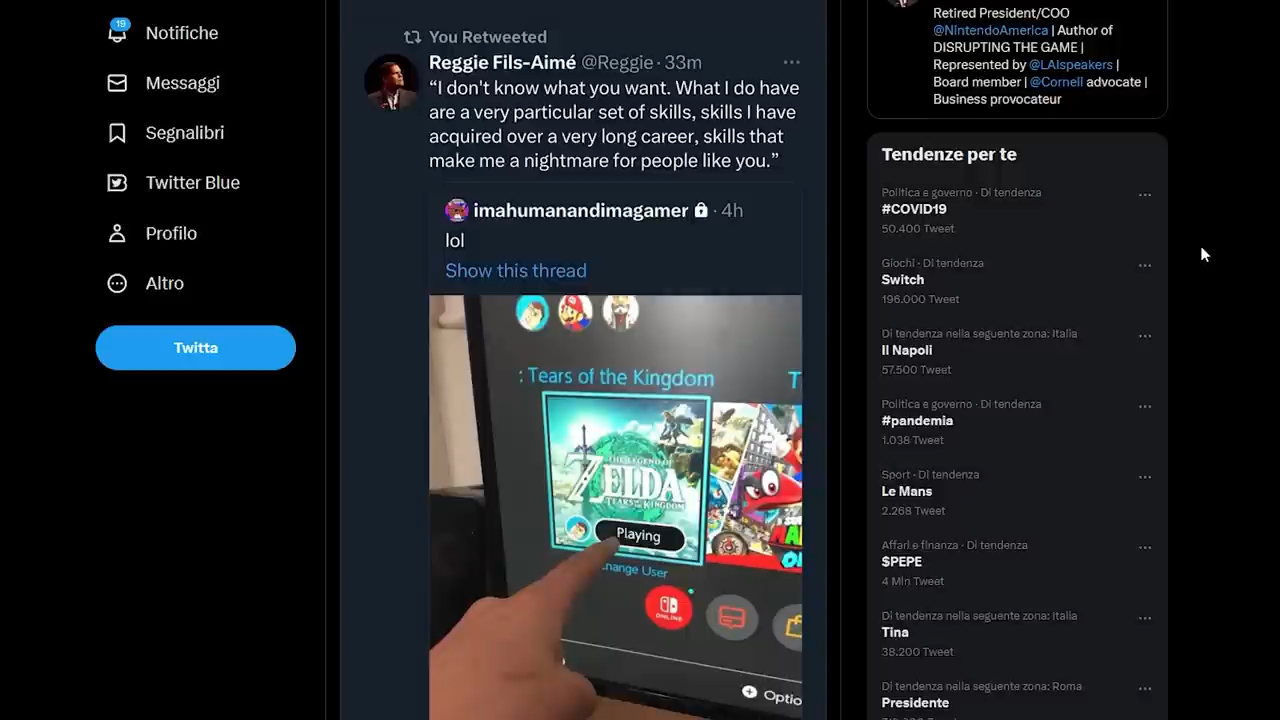 19
Notifiche
Messaggi
Segnalibri
Twitter Blue
Profilo
Altro
Twitta
You Retweeted
Reggie Fils-Aimé @Reggie · 33m
“I don't know what you want. What I do have
are a very particular set of skills, skills I have
acquired over a very long career, skills that
make me a nightmare for people like you.”
imahumanandimagamer · 4h
lol
Show this thread
: Tears of the Kingdom
THE LEGEND OF
ZELDA
TEARS OF THE KINGDOM
Playing
hange User
ONLINE
Optio
Retired President/COO
@NintendoAmerica | Author of
DISRUPTING THE GAME |
Represented by @LAIspeakers |
Board member | @Cornell advocate |
Business provocateur
Tendenze per te
Politica e governo · Di tendenza
#COVID19
50.400 Tweet
Giochi · Di tendenza
Switch
196.000 Tweet
Di tendenza nella seguente zona: Italia
Il Napoli
57.500 Tweet
Politica e governo · Di tendenza
#pandemia
1.038 Tweet
Sport · Di tendenza
Le Mans
2.268 Tweet
Affari e finanza · Di tendenza
$PEPE
4 Mln Tweet
Di tendenza nella seguente zona: Italia
Tina
38.200 Tweet
Di tendenza nella seguente zona: Roma
Presidente